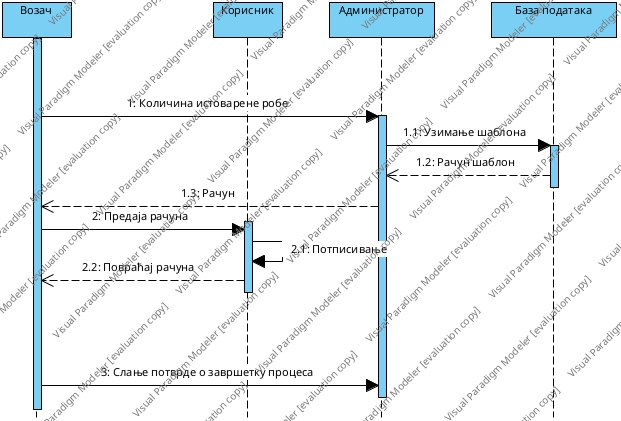 Возач
Корисник
Администратор
База података
1: Количина истоварене робе
1.1: Узимање шаблона
1.2: Рачун шаблон
1.3: Рачун
2: Предаја рачуна
2.1: Потписивање
2.2: Повраћај рачуна
3: Слање потврде о завршетку процеса
Visual Paradigm Modeler [evaluation copy]